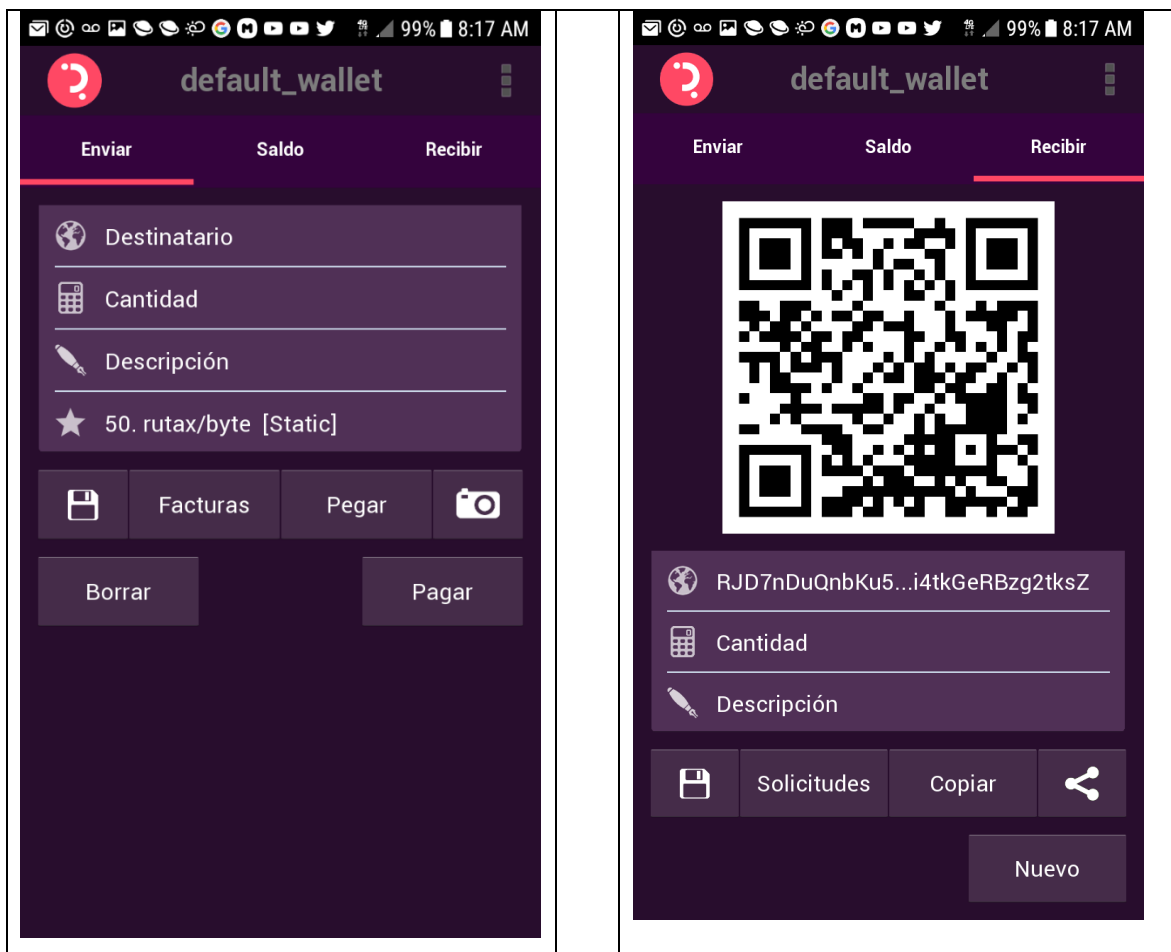 99% 8:17 AM
default_wallet
Enviar Saldo Recibir
Destinatario
Cantidad
Descripción
50. rutax/byte [Static]
Facturas Pegar
Borrar Pagar
99% 8:17 AM
default_wallet
Enviar Saldo Recibir
RJD7nDuQnbKu5...i4tkGeRBzg2tksZ
Cantidad
Descripción
Solicitudes Copiar
Nuevo